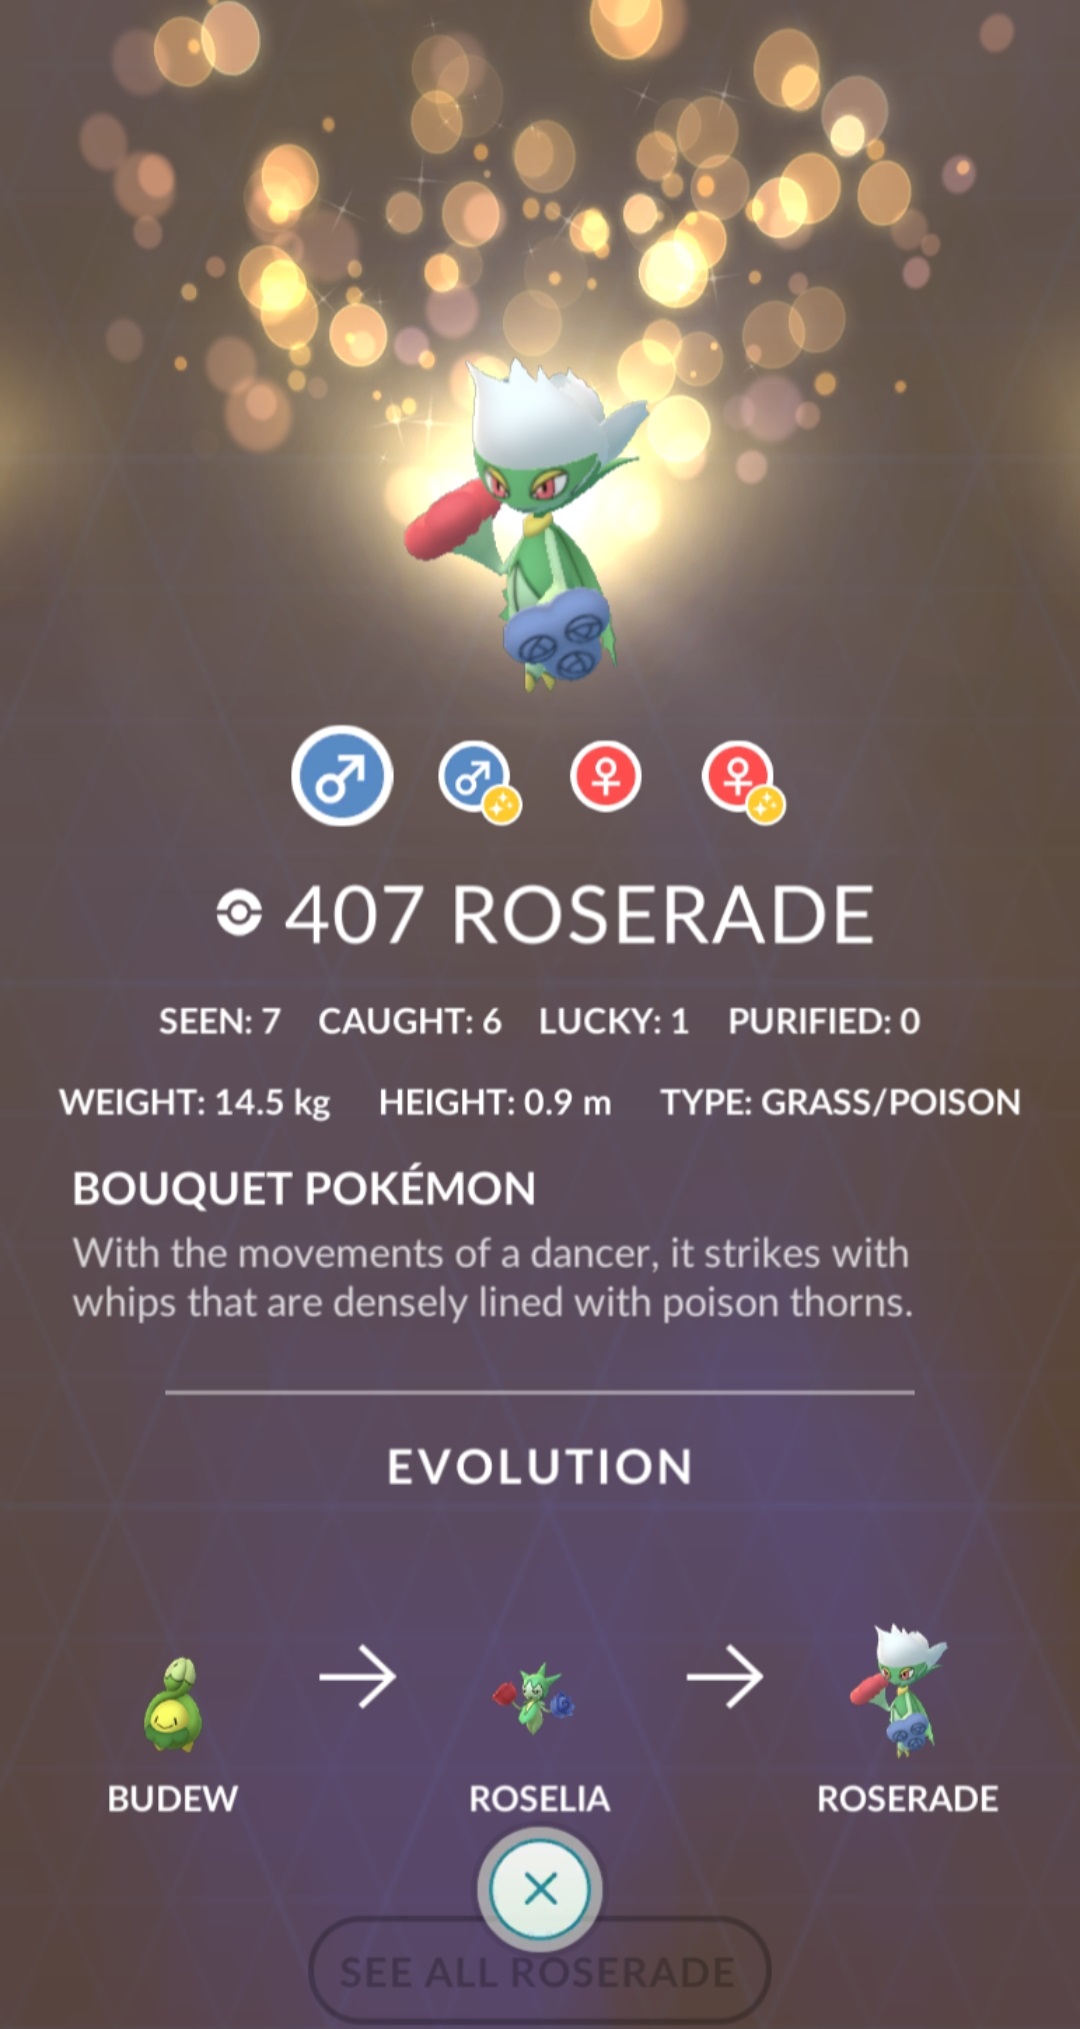 407 ROSERADE
SEEN: 7 CAUGHT: 6 LUCKY: 1 PURIFIED: 0
WEIGHT: 14.5 kg HEIGHT: 0.9 m TYPE: GRASS/POISON
BOUQUET POKÉMON
With the movements of a dancer, it strikes with
whips that are densely lined with poison thorns.
EVOLUTION
BUDEW ROSELIA ROSERADE
SEE ALL ROSERADE